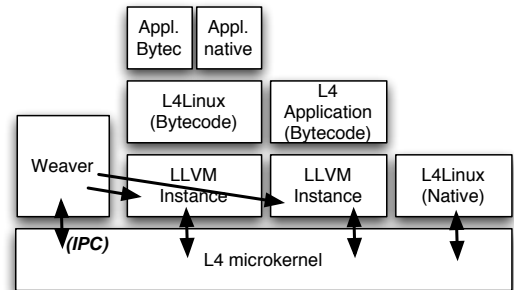 Appl.
Bytec
Appl.
native
L4Linux
(Bytecode)
L4
Application
(Bytecode)
Weaver
LLVM
Instance
LLVM
Instance
L4Linux
(Native)
(IPC)
L4 microkernel